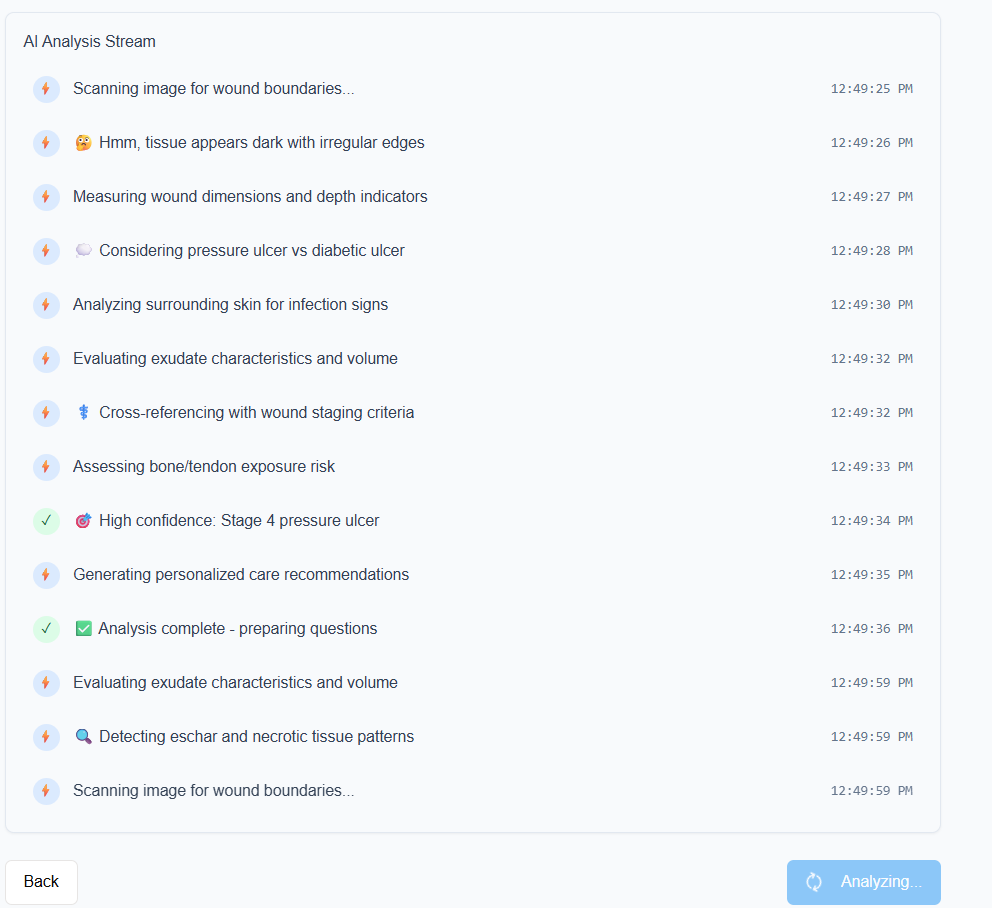 AI Analysis Stream
Scanning image for wound boundaries... 12:49:25 PM
🤔 Hmm, tissue appears dark with irregular edges 12:49:26 PM
Measuring wound dimensions and depth indicators 12:49:27 PM
💭 Considering pressure ulcer vs diabetic ulcer 12:49:28 PM
Analyzing surrounding skin for infection signs 12:49:30 PM
Evaluating exudate characteristics and volume 12:49:32 PM
⚕️ Cross-referencing with wound staging criteria 12:49:32 PM
Assessing bone/tendon exposure risk 12:49:33 PM
✓ 🎯 High confidence: Stage 4 pressure ulcer 12:49:34 PM
Generating personalized care recommendations 12:49:35 PM
✓ ✅ Analysis complete - preparing questions 12:49:36 PM
Evaluating exudate characteristics and volume 12:49:59 PM
🔍 Detecting eschar and necrotic tissue patterns 12:49:59 PM
Scanning image for wound boundaries... 12:49:59 PM
Back Analyzing...